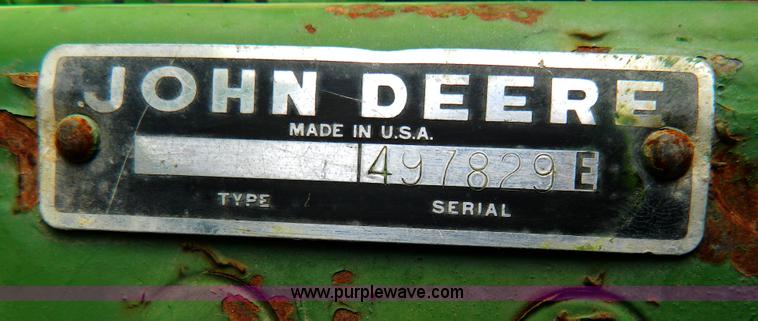 JOHN DEERE
MADE IN U.S.A.
497829 E
TYPE SERIAL
www.purplewave.com